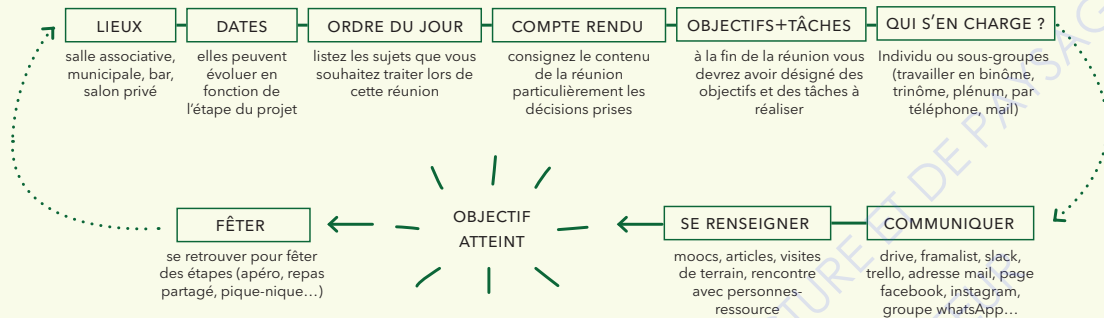 LIEUX
salle associative,
municipale, bar,
salon privé
DATES
elles peuvent
évoluer en
fonction de
l'étape du projet
ORDRE DU JOUR
listez les sujets que vous
souhaitez traiter lors de
cette réunion
COMPTE RENDU
consignez le contenu
de la réunion
particulièrement les
décisions prises
OBJECTIFS+TÂCHES
à la fin de la réunion vous
devrez avoir désigné des
objectifs et des tâches à
réaliser
QUI S'EN CHARGE ?
Individu ou sous-groupes
(travailler en binôme,
trinôme, plénum, par
téléphone, mail)
COMMUNIQUER
drive, framalist, slack,
trello, adresse mail, page
facebook, instagram,
groupe whatsApp…
SE RENSEIGNER
moocs, articles, visites
de terrain, rencontre
avec personnes-
ressource
OBJECTIF
ATTEINT
FÊTER
se retrouver pour fêter
des étapes (apéro, repas
partagé, pique-nique…)
ET DE PAYSAG